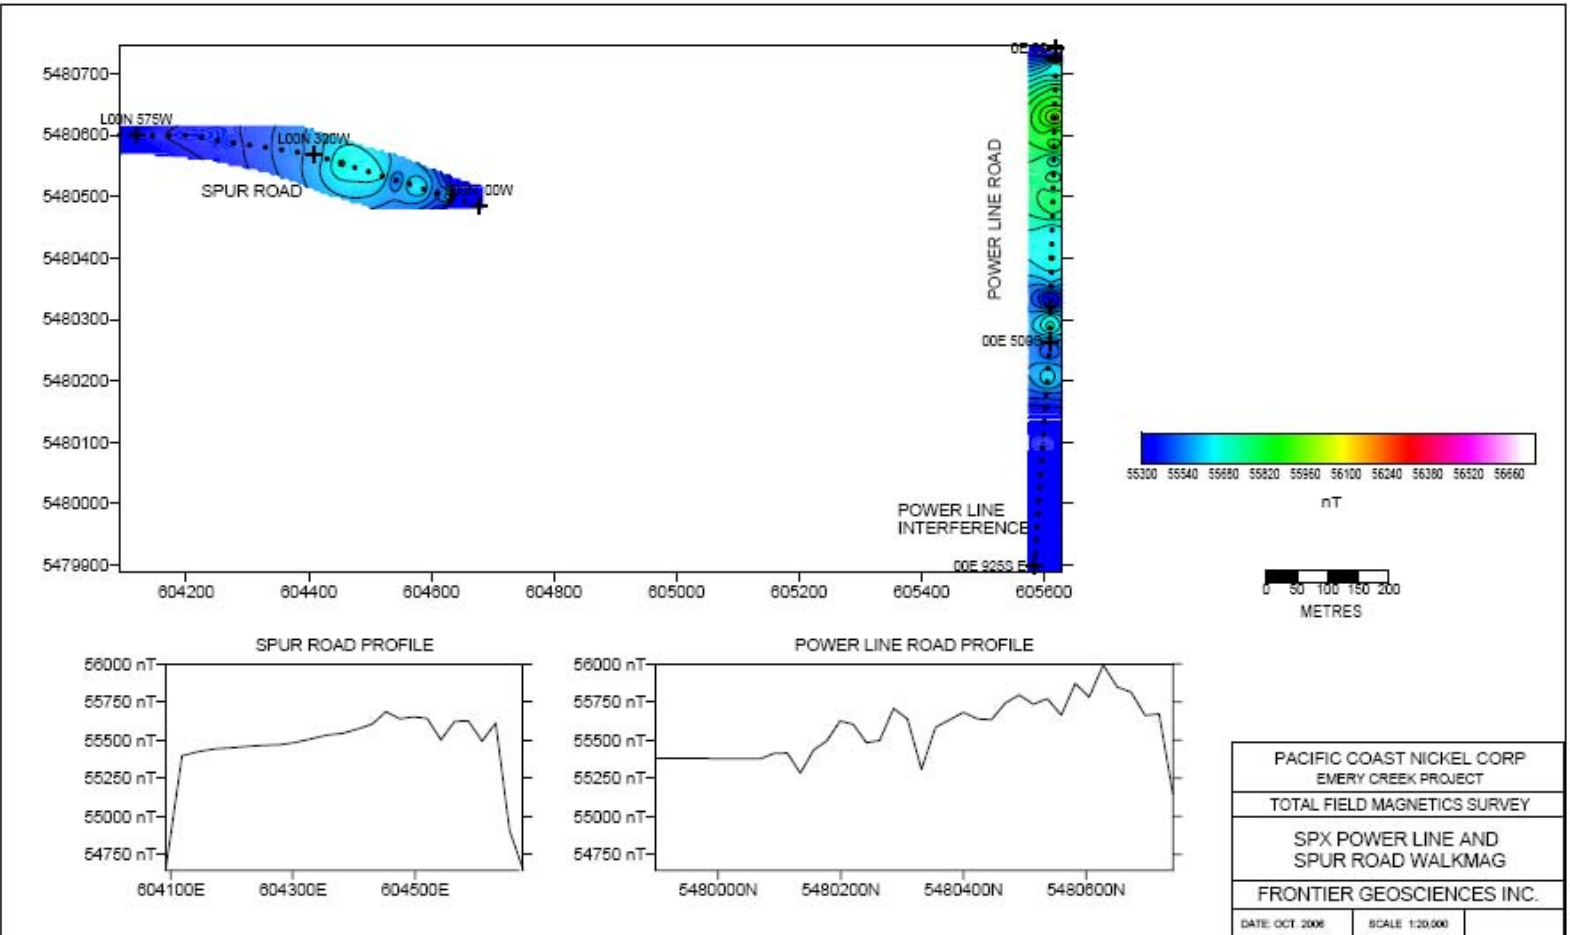 5480700
5480600
5480500
5480400
5480300
5480200
5480100
5480000
5479900
L00N 575W
L00N 300W
00W
SPUR ROAD
POWER LINE ROAD
00E 500S
POWER LINE
INTERFERENCE
00E 925S E
604200 604400 604600 604800 605000 605200 605400 605600
55300 55540 55680 55820 55960 56100 56240 56380 56520 56660
nT
0 50 100 150 200
METRES
SPUR ROAD PROFILE
56000 nT
55750 nT
55500 nT
55250 nT
55000 nT
54750 nT
604100E 604300E 604500E
POWER LINE ROAD PROFILE
56000 nT
55750 nT
55500 nT
55250 nT
55000 nT
54750 nT
5480000N 5480200N 5480400N 5480600N
PACIFIC COAST NICKEL CORP
EMERY CREEK PROJECT
TOTAL FIELD MAGNETICS SURVEY
SPX POWER LINE AND
SPUR ROAD WALKMAG
FRONTIER GEOSCIENCES INC.
DATE: OCT. 2006 SCALE 1:20,000